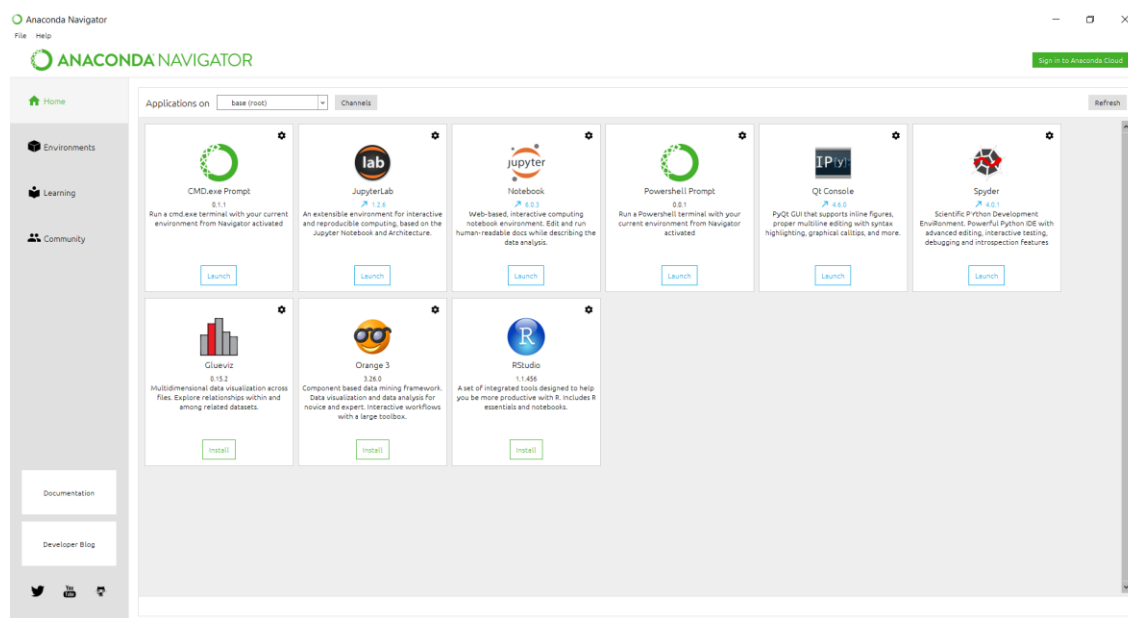 Anaconda Navigator
File Help
ANACONDA NAVIGATOR
Sign in to Anaconda Cloud
Home
Environments
Learning
Community
Documentation
Developer Blog
You
Tube
Applications on base (root) Channels Refresh
CMD.exe Prompt
0.1.1
Run a cmd.exe terminal with your current
environment from Navigator activated
Launch
lab
JupyterLab
1.2.6
An extensible environment for interactive
and reproducible computing, based on the
Jupyter Notebook and Architecture.
Launch
jupyter
Notebook
6.0.3
Web-based, interactive computing
notebook environment. Edit and run
human-readable docs while describing the
data analysis.
Launch
Powershell Prompt
0.0.1
Run a Powershell terminal with your
current environment from Navigator
activated
Launch
IP[y]:
Qt Console
4.6.0
PyQt GUI that supports inline figures,
proper multiline editing with syntax
highlighting, graphical calltips, and more.
Launch
Spyder
4.0.1
Scientific PYthon Development
EnviRonment. Powerful Python IDE with
advanced editing, interactive testing,
debugging and introspection features
Launch
Glueviz
0.15.2
Multidimensional data visualization across
files. Explore relationships within and
among related datasets.
Install
Orange 3
3.26.0
Component based data mining framework.
Data visualization and data analysis for
novice and expert. Interactive workflows
with a large toolbox.
Install
R
RStudio
1.1.456
A set of integrated tools designed to help
you be more productive with R. Includes R
essentials and notebooks.
Install